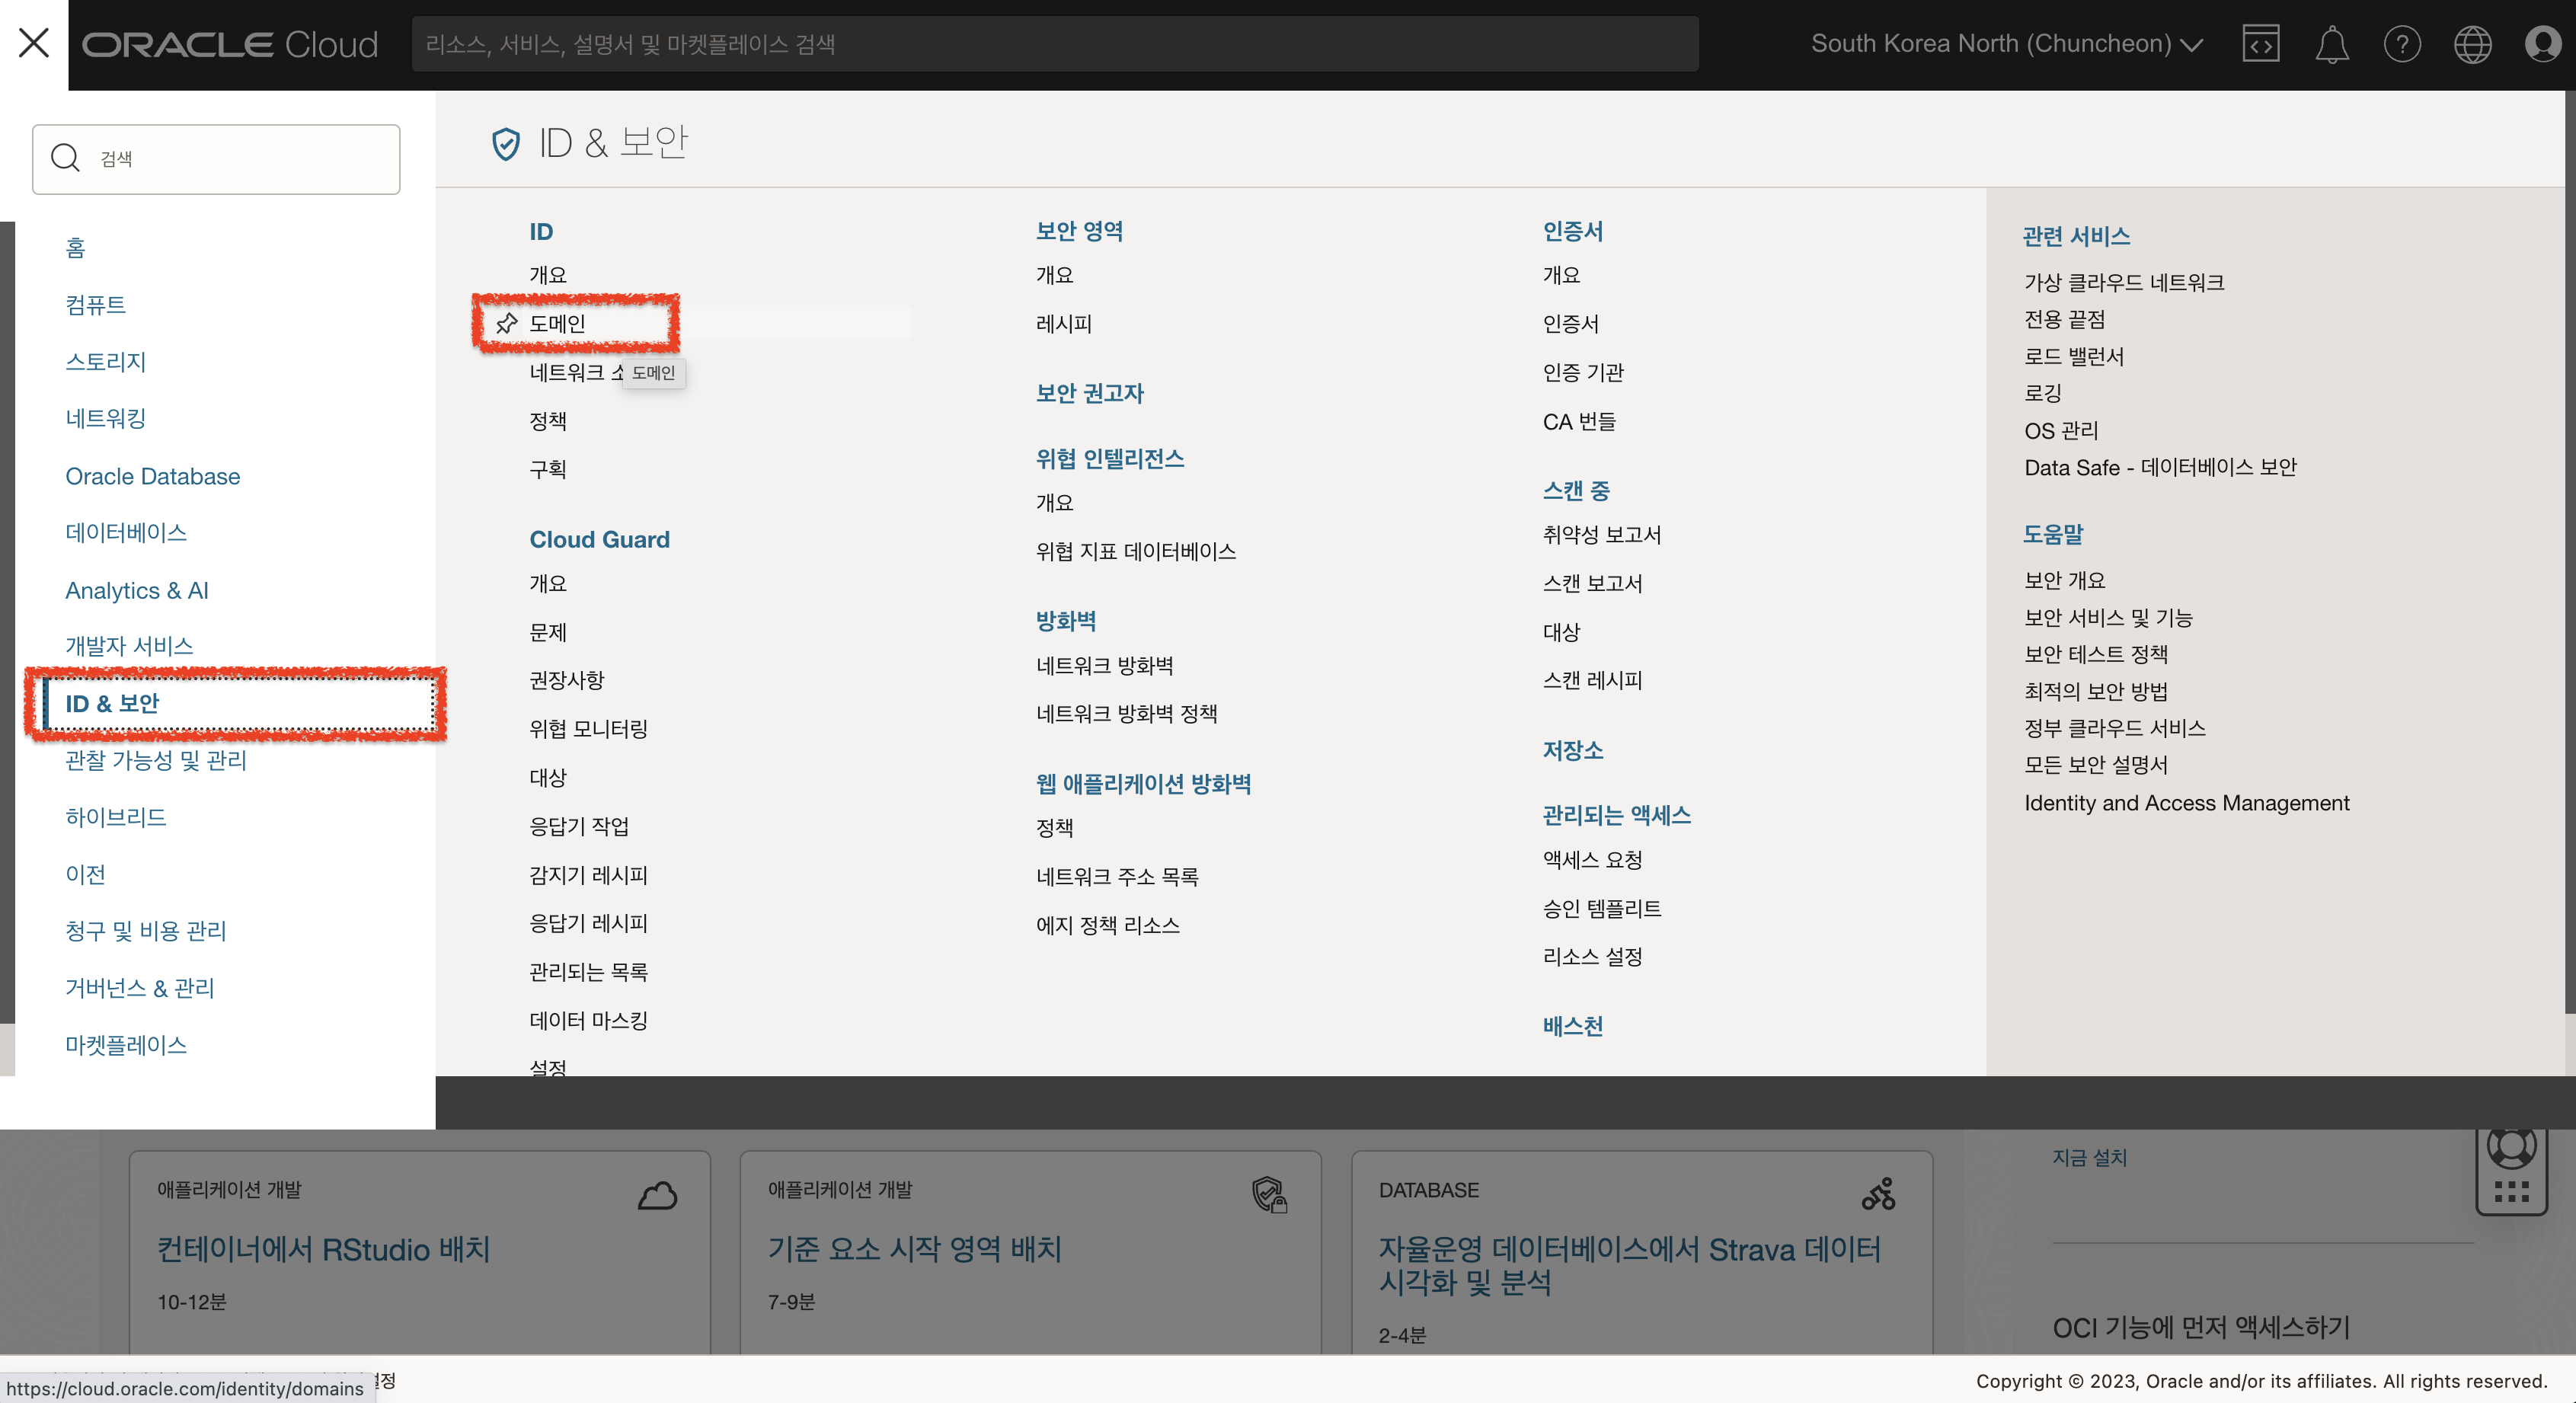 ORACLE Cloud
리소스, 서비스, 설명서 및 마켓플레이스 검색
South Korea North (Chuncheon)
검색
홈
컴퓨트
스토리지
네트워킹
Oracle Database
데이터베이스
Analytics & AI
개발자 서비스
ID & 보안
관찰 가능성 및 관리
하이브리드
이전
청구 및 비용 관리
거버넌스 & 관리
마켓플레이스
ID & 보안
ID
개요
도메인
네트워크
도메인
정책
구획
Cloud Guard
개요
문제
권장사항
위협 모니터링
대상
응답기 작업
감지기 레시피
응답기 레시피
관리되는 목록
데이터 마스킹
설정
보안 영역
개요
레시피
보안 권고자
위협 인텔리전스
개요
위협 지표 데이터베이스
방화벽
네트워크 방화벽
네트워크 방화벽 정책
웹 애플리케이션 방화벽
정책
네트워크 주소 목록
에지 정책 리소스
인증서
개요
인증서
인증 기관
CA 번들
스캔 중
취약성 보고서
스캔 보고서
대상
스캔 레시피
저장소
관리되는 액세스
액세스 요청
승인 템플리트
리소스 설정
배스천
관련 서비스
가상 클라우드 네트워크
전용 끝점
로드 밸런서
로깅
OS 관리
Data Safe - 데이터베이스 보안
도움말
보안 개요
보안 서비스 및 기능
보안 테스트 정책
최적의 보안 방법
정부 클라우드 서비스
모든 보안 설명서
Identity and Access Management
애플리케이션 개발
컨테이너에서 RStudio 배치
10-12분
애플리케이션 개발
기준 요소 시작 영역 배치
7-9분
DATABASE
자율운영 데이터베이스에서 Strava 데이터
시각화 및 분석
2-4분
지금 설치
OCI 기능에 먼저 액세스하기
https://cloud.oracle.com/identity/domains
Copyright © 2023, Oracle and/or its affiliates. All rights reserved.